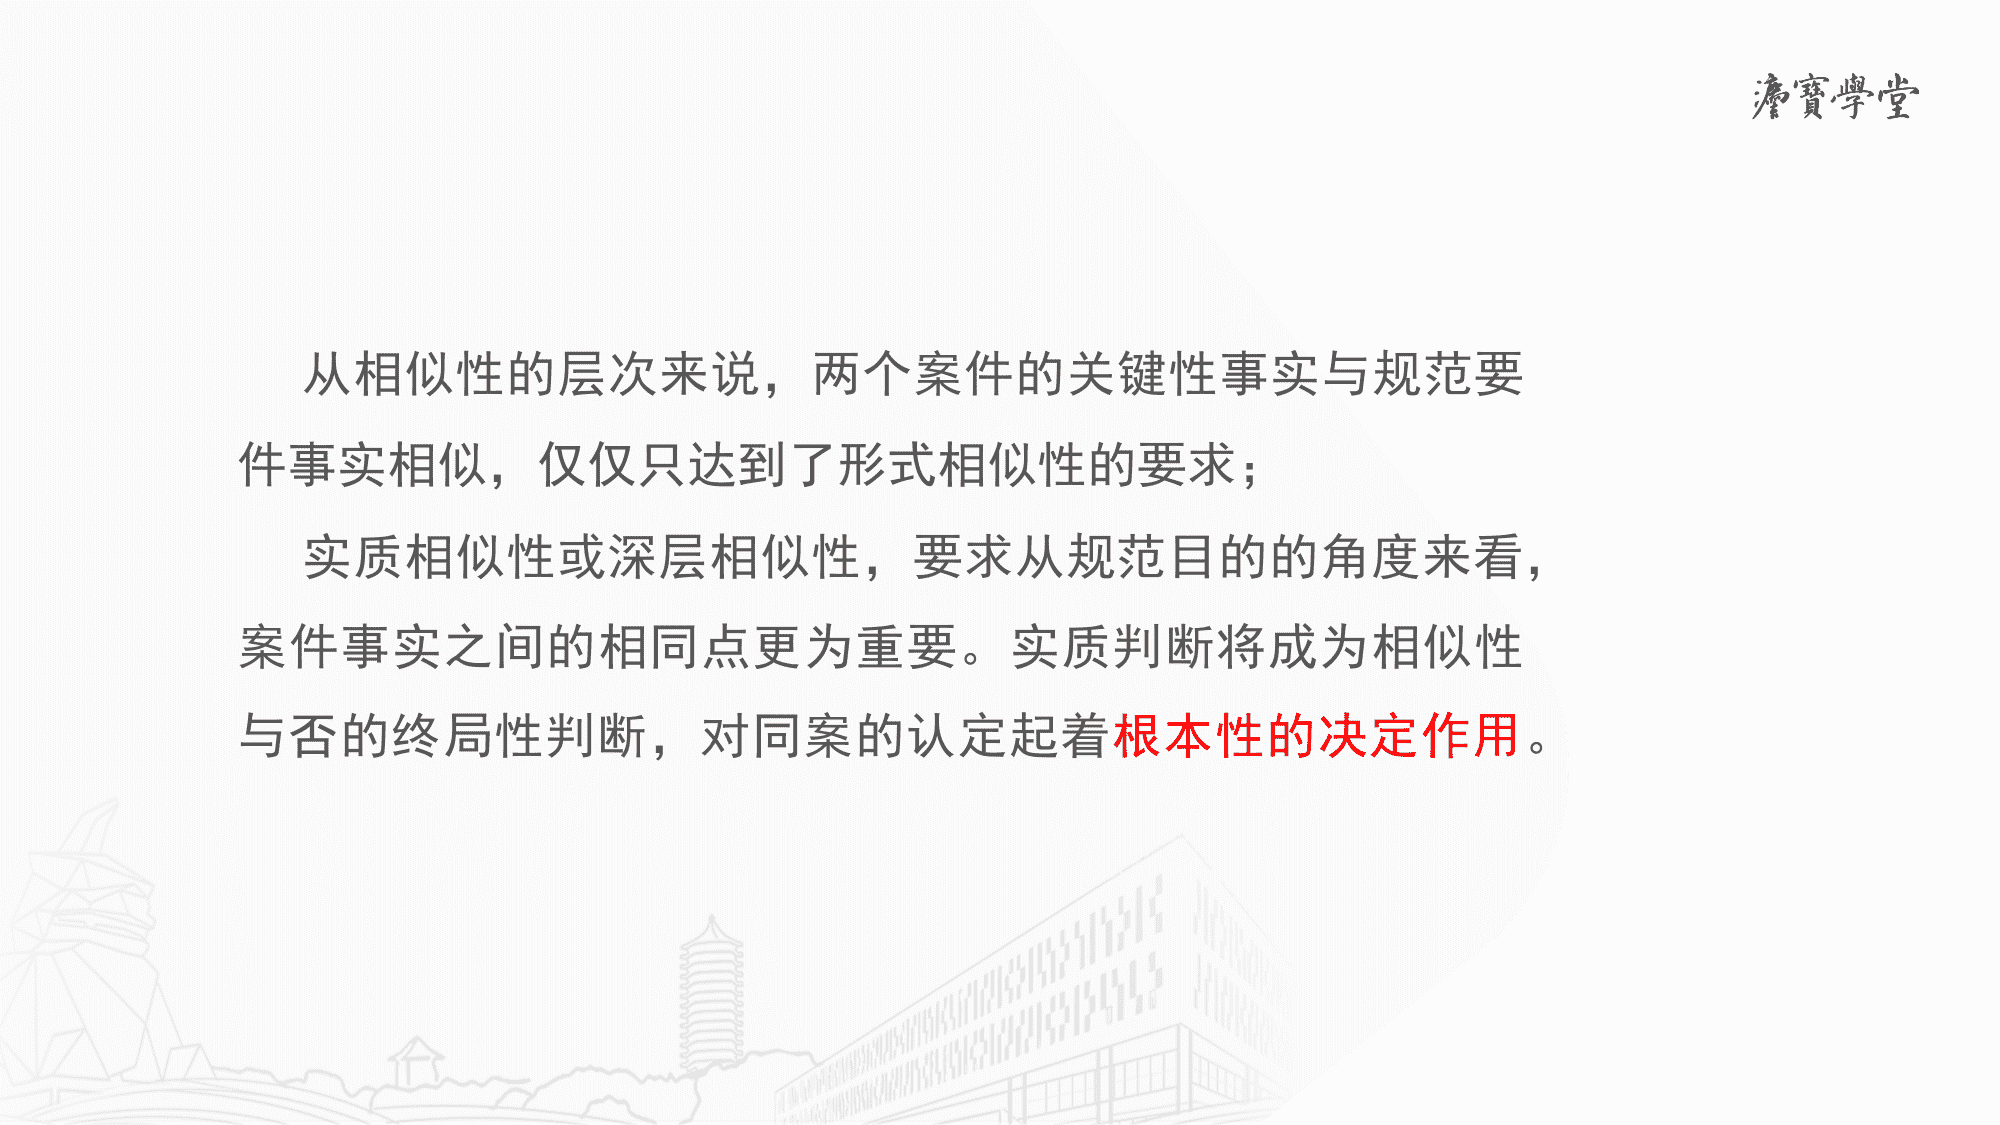 灋寶學堂
从相似性的层次来说，两个案件的关键性事实与规范要
件事实相似，仅仅只达到了形式相似性的要求；
实质相似性或深层相似性，要求从规范目的的角度来看，
案件事实之间的相同点更为重要。实质判断将成为相似性
与否的终局性判断，对同案的认定起着根本性的决定作用。